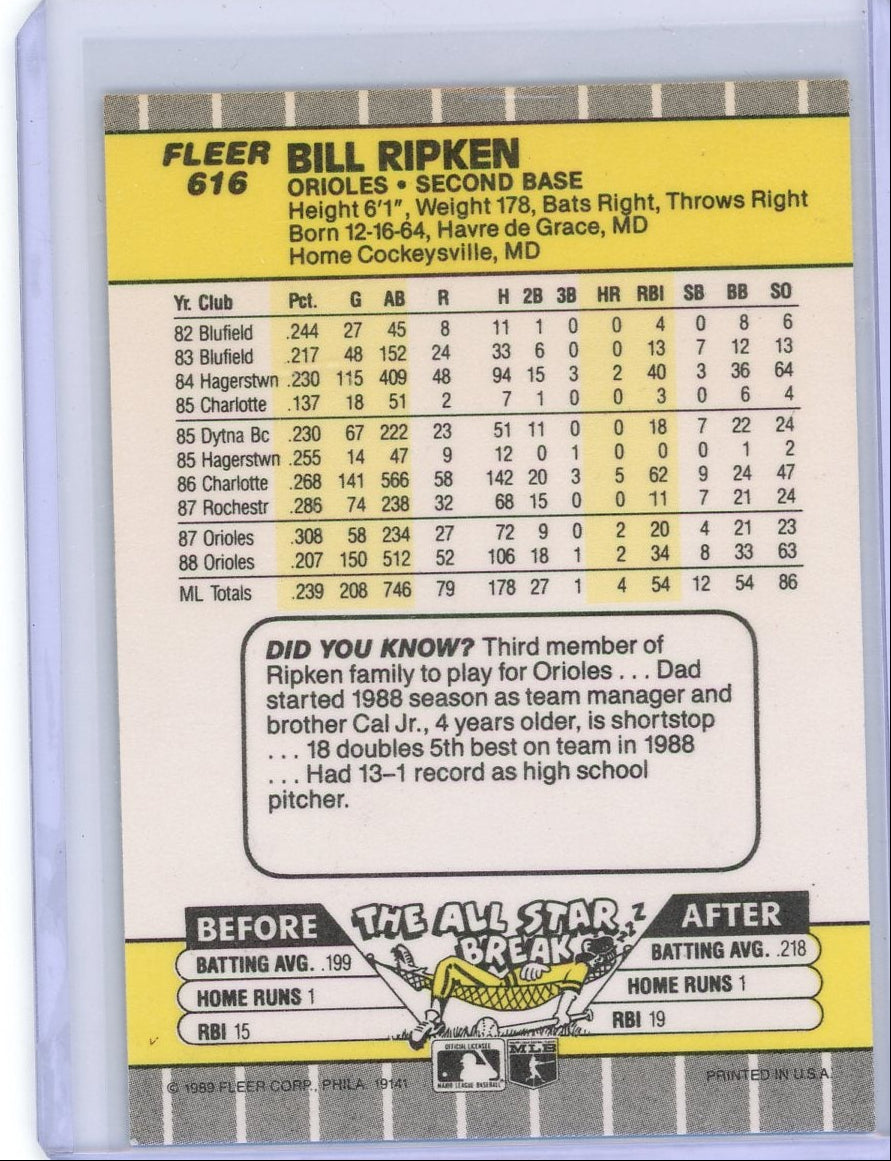 FLEER
616
BILL RIPKEN
ORIOLES • SECOND BASE
Height 6'1", Weight 178, Bats Right, Throws Right
Born 12-16-64, Havre de Grace, MD
Home Cockeysville, MD
Yr. Club Pct. G AB R H 2B 3B HR RBI SB BB SO
82 Blufield .244 27 45 8 11 1 0 0 4 0 8 6
83 Blufield .217 48 152 24 33 6 0 0 13 7 12 13
84 Hagerstwn .230 115 409 48 94 15 3 2 40 3 36 64
85 Charlotte .137 18 51 2 7 1 0 0 3 0 6 4
85 Dytna Bc .230 67 222 23 51 11 0 0 18 7 22 24
85 Hagerstwn .255 14 47 9 12 0 1 0 0 0 1 2
86 Charlotte .268 141 566 58 142 20 3 5 62 9 24 47
87 Rochestr .286 74 238 32 68 15 0 0 11 7 21 24
87 Orioles .308 58 234 27 72 9 0 2 20 4 21 23
88 Orioles .207 150 512 52 106 18 1 2 34 8 33 63
ML Totals .239 208 746 79 178 27 1 4 54 12 54 86
DID YOU KNOW? Third member of
Ripken family to play for Orioles . . . Dad
started 1988 season as team manager and
brother Cal Jr., 4 years older, is shortstop
. . . 18 doubles 5th best on team in 1988
. . . Had 13–1 record as high school
pitcher.
BEFORE
BATTING AVG. .199
HOME RUNS 1
RBI 15
THE ALL STAR
BREAK
Z Z Z Z
AFTER
BATTING AVG. .218
HOME RUNS 1
RBI 19
OFFICIAL LICENSEE
MAJOR LEAGUE BASEBALL
MLB
© 1989 FLEER CORP., PHILA. 19141
PRINTED IN U.S.A.